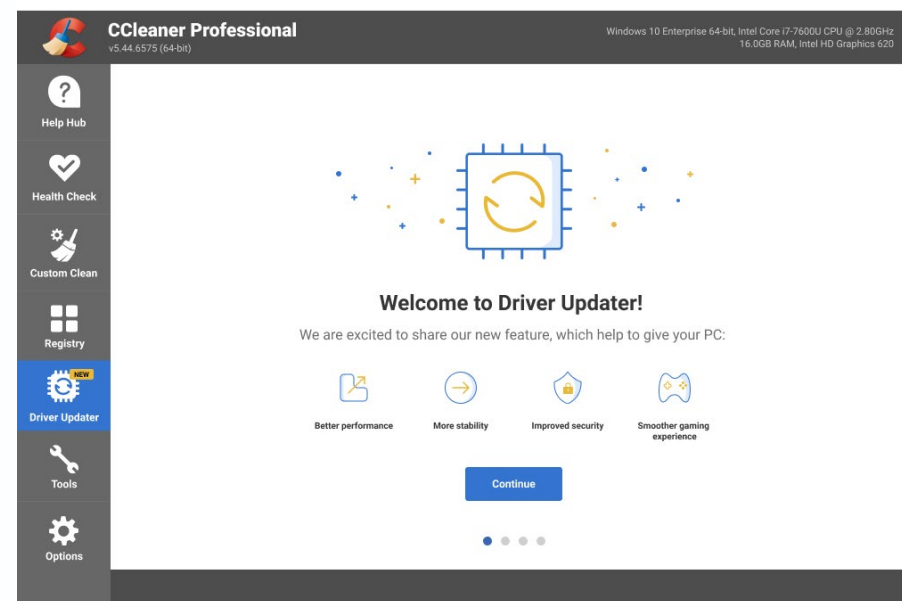 CCleaner Professional
v5.44.6575 (64-bit)
Windows 10 Enterprise 64-bit, Intel Core i7-7600U CPU @ 2.80GHz
16.0GB RAM, Intel HD Graphics 620
Help Hub
Health Check
Custom Clean
Registry
NEW
Driver Updater
Tools
Options
Welcome to Driver Updater!
We are excited to share our new feature, which help to give your PC:
Better performance
More stability
Improved security
Smoother gaming
experience
Continue